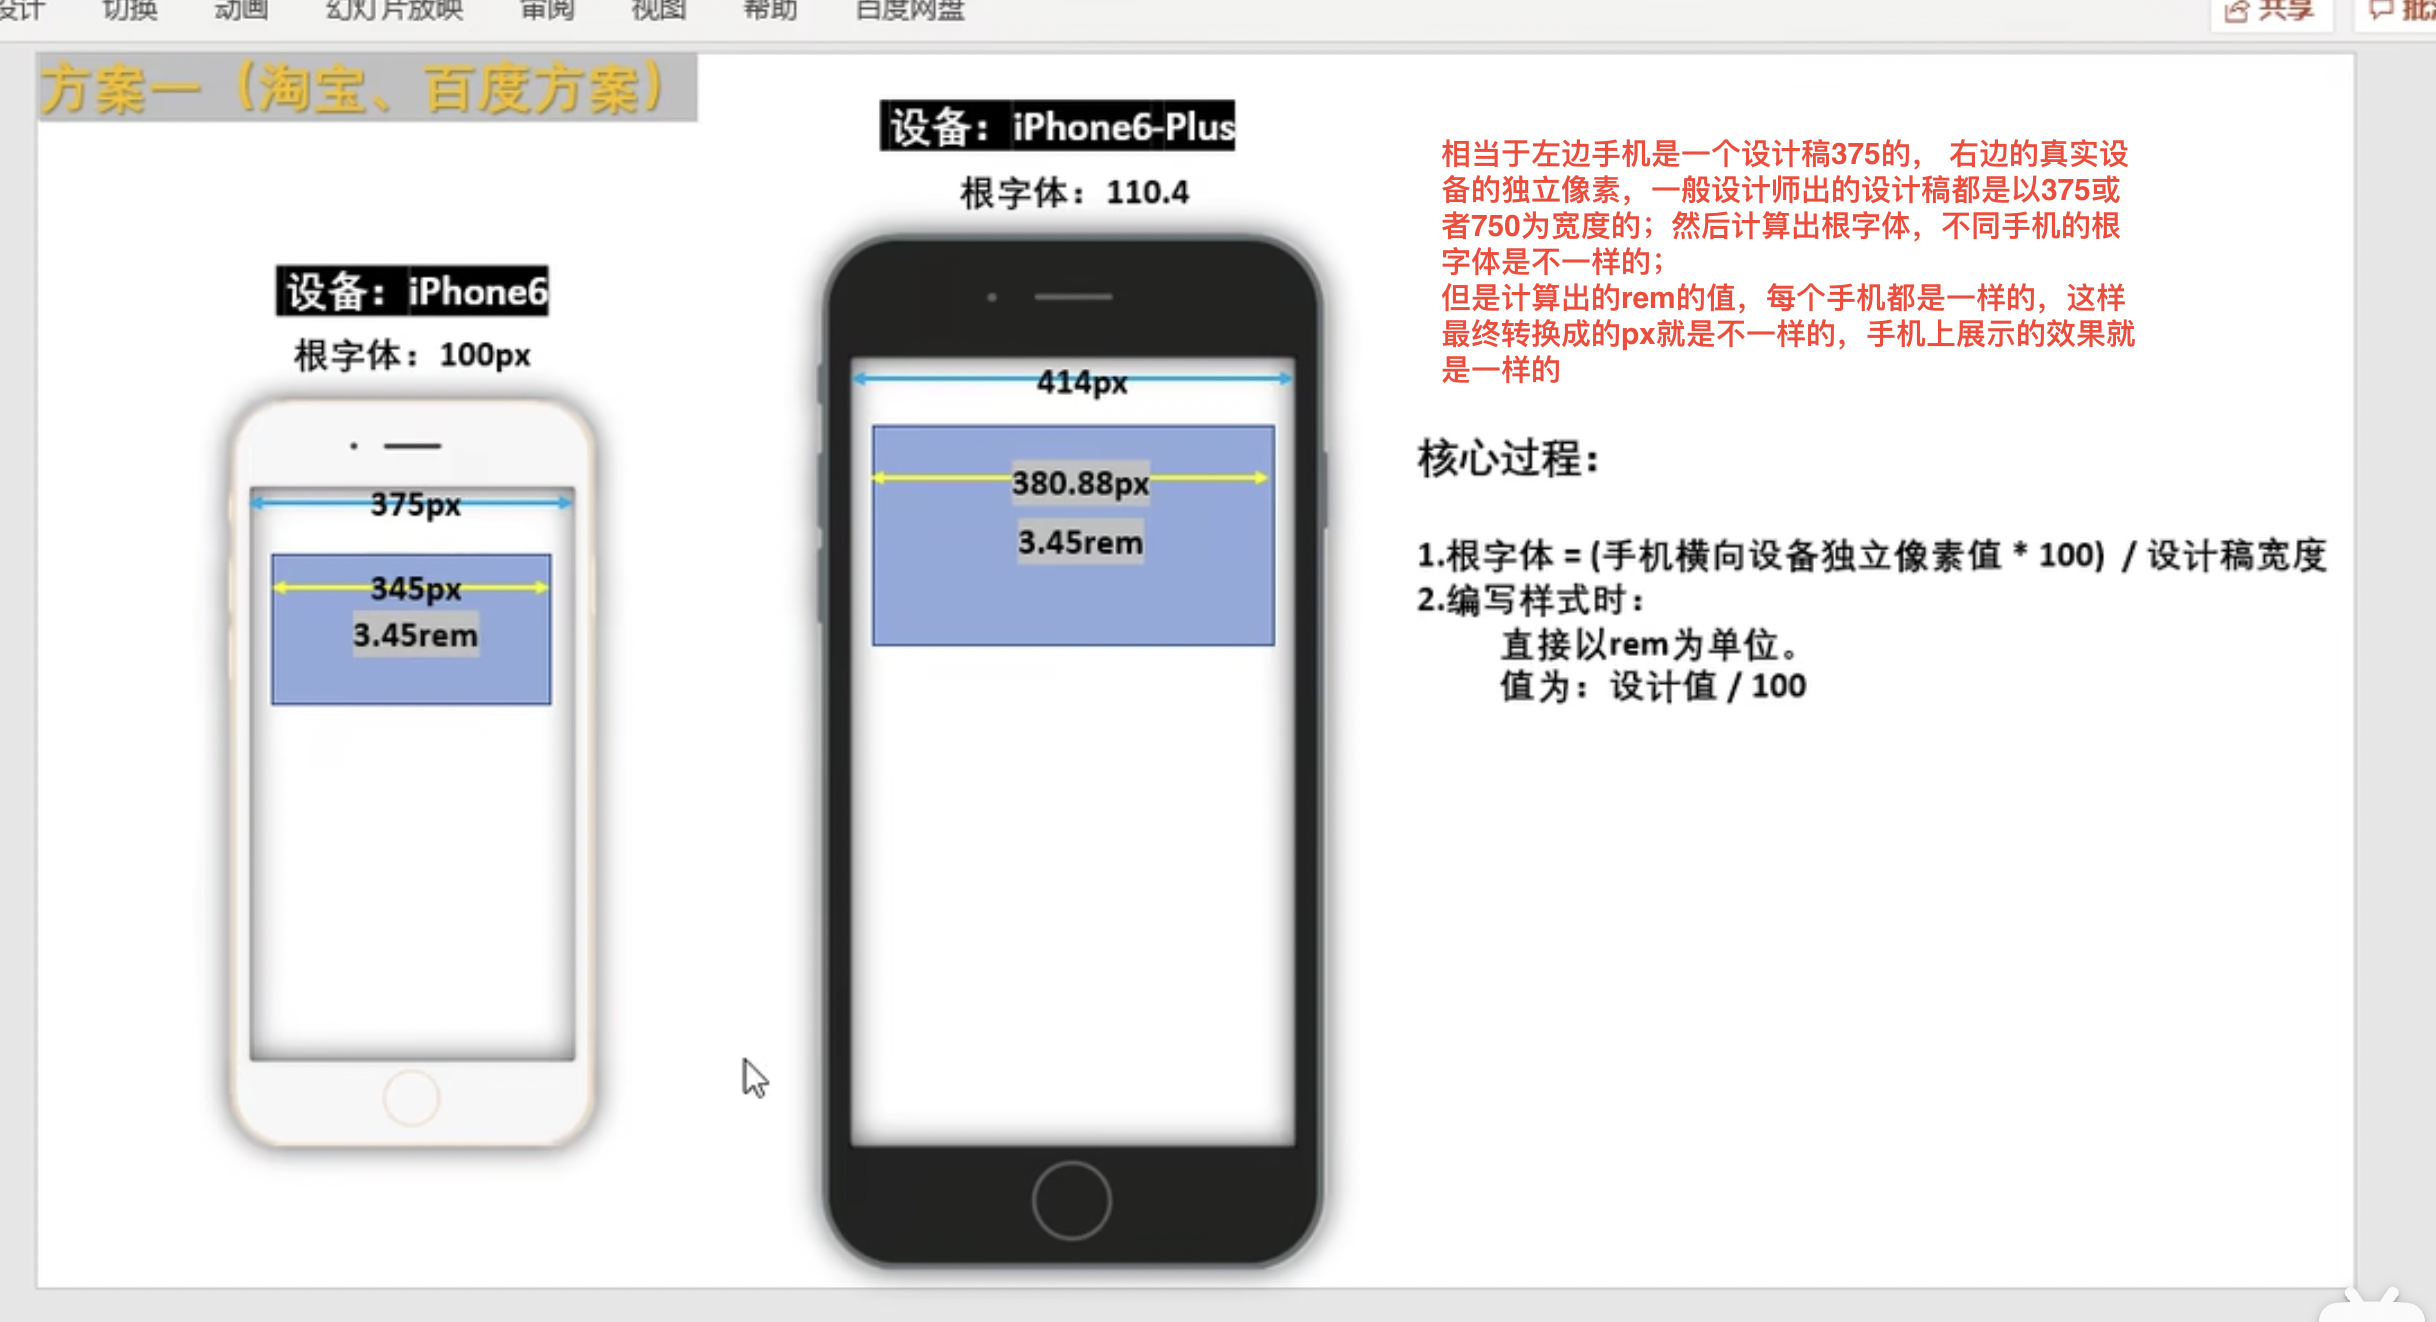 设计 切换 动画 幻灯片放映 审阅 视图 帮助 百度网盘 共享
方案一（淘宝、百度方案）
设备：iPhone6
根字体：100px
375px
345px
3.45rem
设备：iPhone6-Plus
根字体：110.4
414px
380.88px
3.45rem
相当于左边手机是一个设计稿375的， 右边的真实设
备的独立像素，一般设计师出的设计稿都是以375或
者750为宽度的；然后计算出根字体，不同手机的根
字体是不一样的；
但是计算出的rem的值，每个手机都是一样的，这样
最终转换成的px就是不一样的，手机上展示的效果就
是一样的
核心过程：
1.根字体 = (手机横向设备独立像素值 * 100) / 设计稿宽度
2.编写样式时：
直接以rem为单位。
值为：设计值 / 100